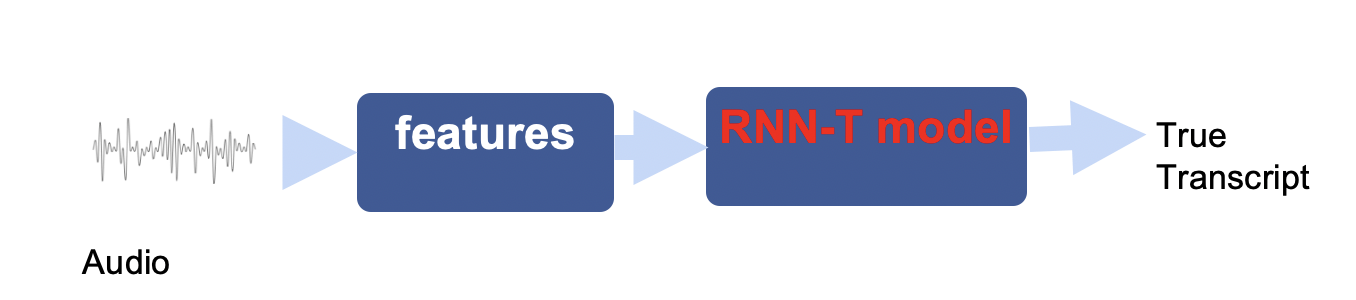 features
RNN-T model
True
Transcript
Audio